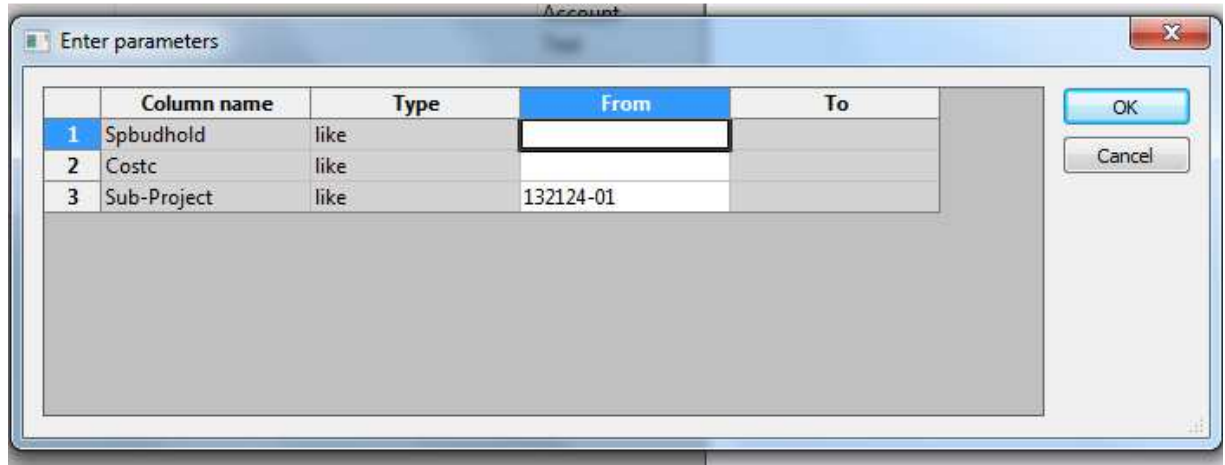 Account
Enter parameters
Column name Type From To
OK
1 Spbudhold like
Cancel
2 Costc like
3 Sub-Project like 132124-01